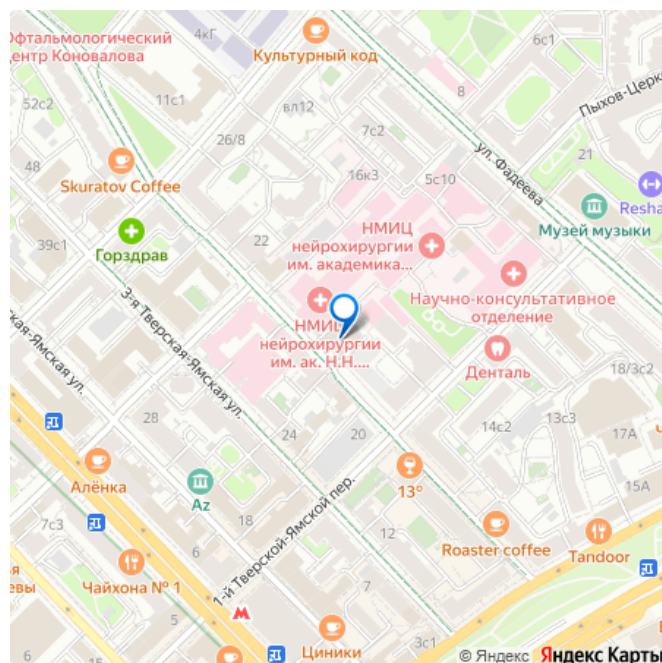 Офтальмологический
центр Коновалова
4кГ
Культурный код
6с1
8
Пыхов-Церк
52с2
11с1
вл12
7с2
26/8
ул. Фадеева
21
48
16к3
5с10
Skuratov Coffee
Resha
Музей музыки
НМИЦ
нейрохирургии
им. академика...
Горздрав
22
39с1
Научно-консультативное
отделение
3-я Тверская-Ямская ул.
НМИЦ
нейрохирургии
им. ак. Н.Н....
Денталь
18/3с2
ская-Ямская ул.
28
24
20
14с2
13с3
17А
Алёнка
13°
Az
15А
7с3
18
1-й Тверской-Ямской пер.
12
Roaster coffee
Tandoor
6
Чайхона № 1
7
6
Циники
3с1
© Яндекс Яндекс Карты